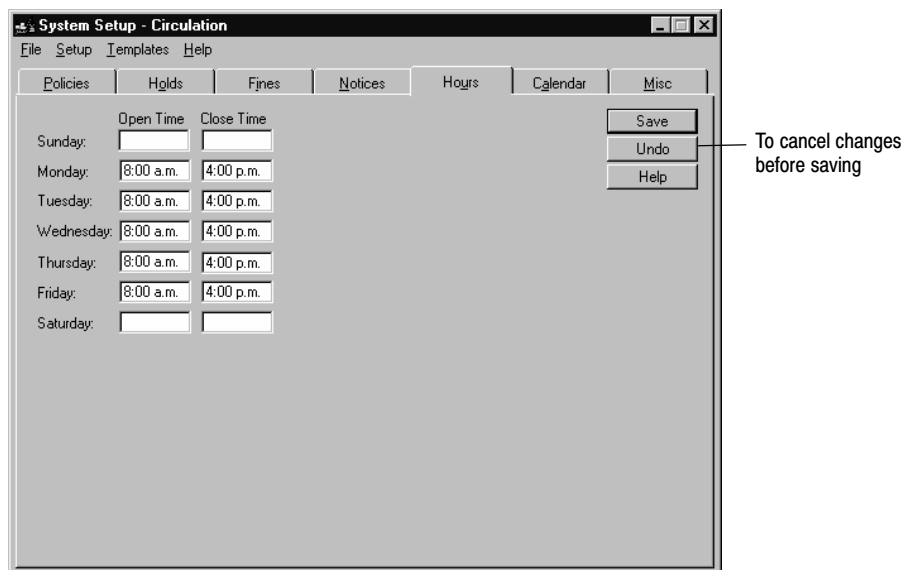 System Setup - Circulation
File Setup Templates Help
Policies Holds Fines Notices Hours Calendar Misc
Open Time Close Time
Sunday:
Monday: 8:00 a.m. 4:00 p.m.
Tuesday: 8:00 a.m. 4:00 p.m.
Wednesday: 8:00 a.m. 4:00 p.m.
Thursday: 8:00 a.m. 4:00 p.m.
Friday: 8:00 a.m. 4:00 p.m.
Saturday:
Save
Undo
Help
To cancel changes
before saving